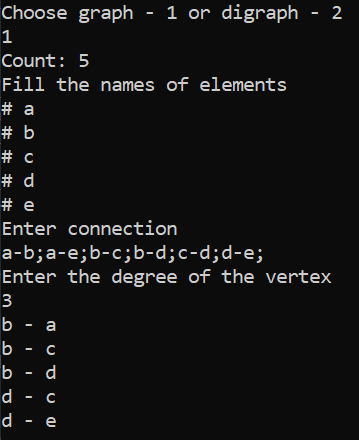 Choose graph - 1 or digraph - 2
1
Count: 5
Fill the names of elements
# a
# b
# c
# d
# e
Enter connection
a-b;a-e;b-c;b-d;c-d;d-e;
Enter the degree of the vertex
3
b - a
b - c
b - d
d - c
d - e